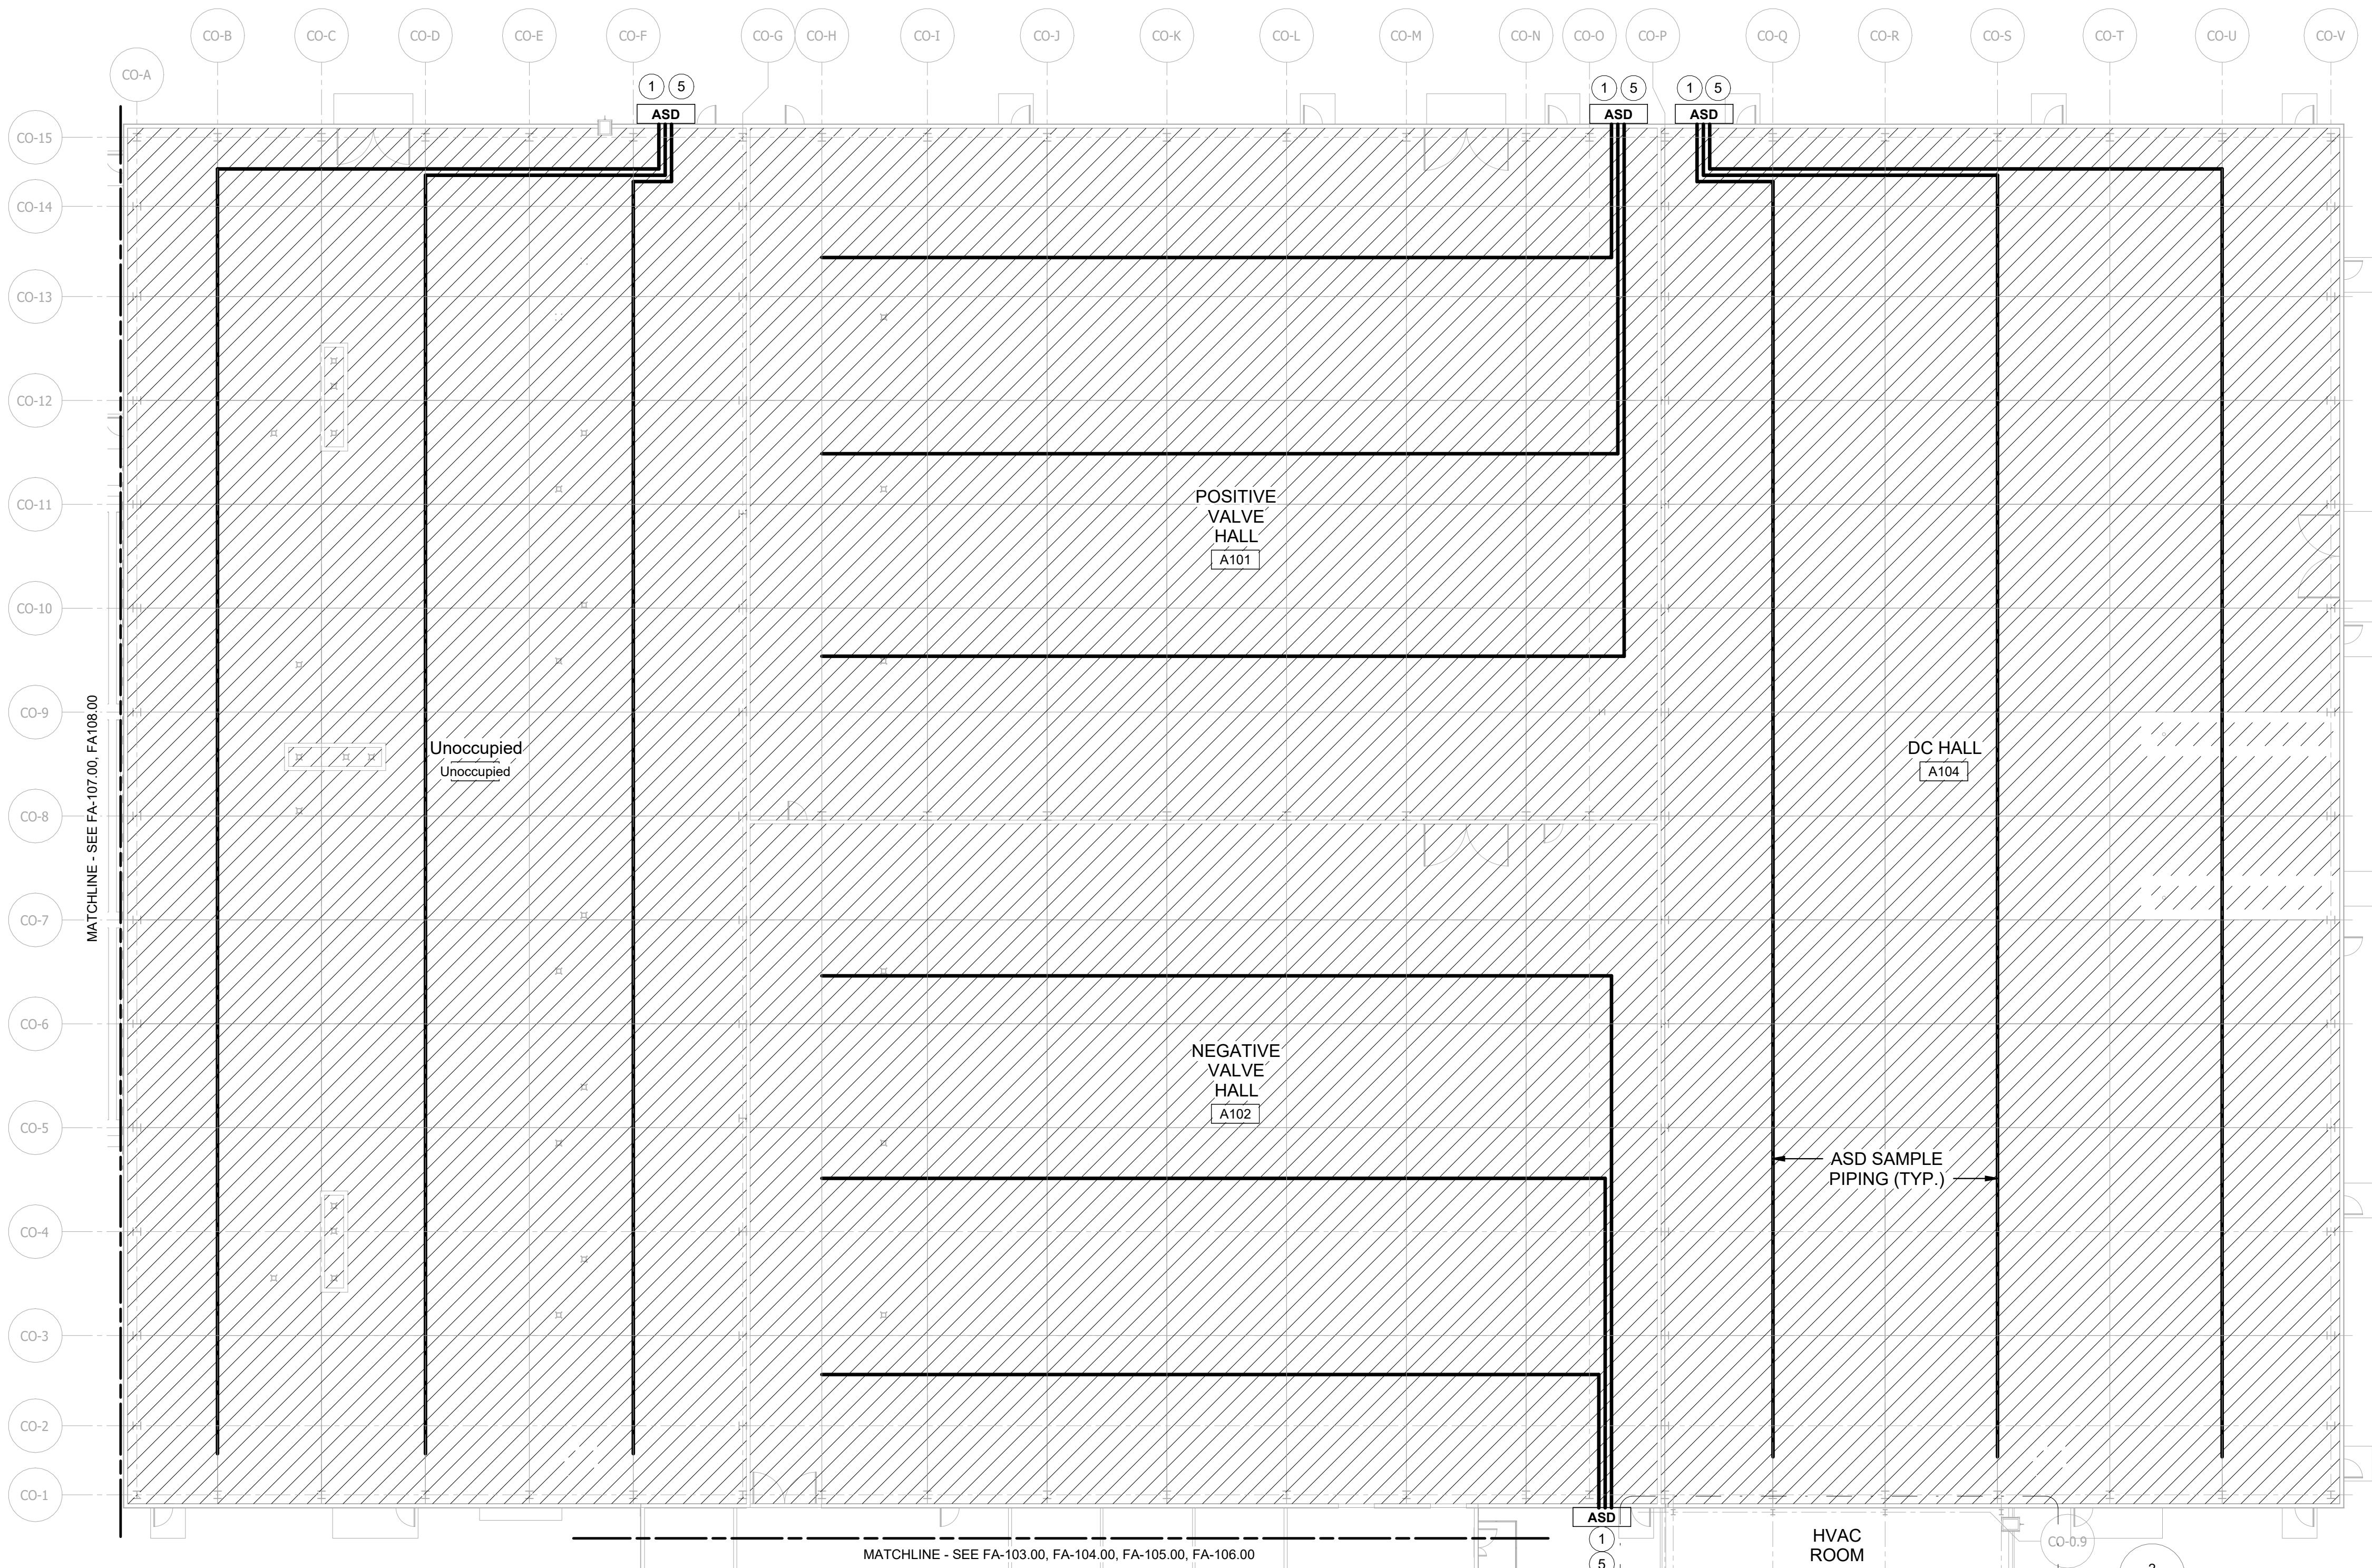 CO-A
CO-B
CO-C
CO-D
CO-E
CO-F
CO-G
CO-H
CO-I
CO-J
CO-K
CO-L
CO-M
CO-N
CO-O
CO-P
CO-Q
CO-R
CO-S
CO-T
CO-U
CO-V
1 5
ASD
1 5
ASD
1 5
ASD
CO-15
CO-14
CO-13
CO-12
CO-11
CO-10
CO-9
CO-8
CO-7
CO-6
CO-5
CO-4
CO-3
CO-2
CO-1
MATCHLINE - SEE FA-107.00, FA108.00
Unoccupied
Unoccupied
POSITIVE
VALVE
HALL
A101
DC HALL
A104
NEGATIVE
VALVE
HALL
A102
ASD SAMPLE
PIPING (TYP.)
ASD
1
5
MATCHLINE - SEE FA-103.00, FA-104.00, FA-105.00, FA-106.00
HVAC
ROOM
CO-0.9
2